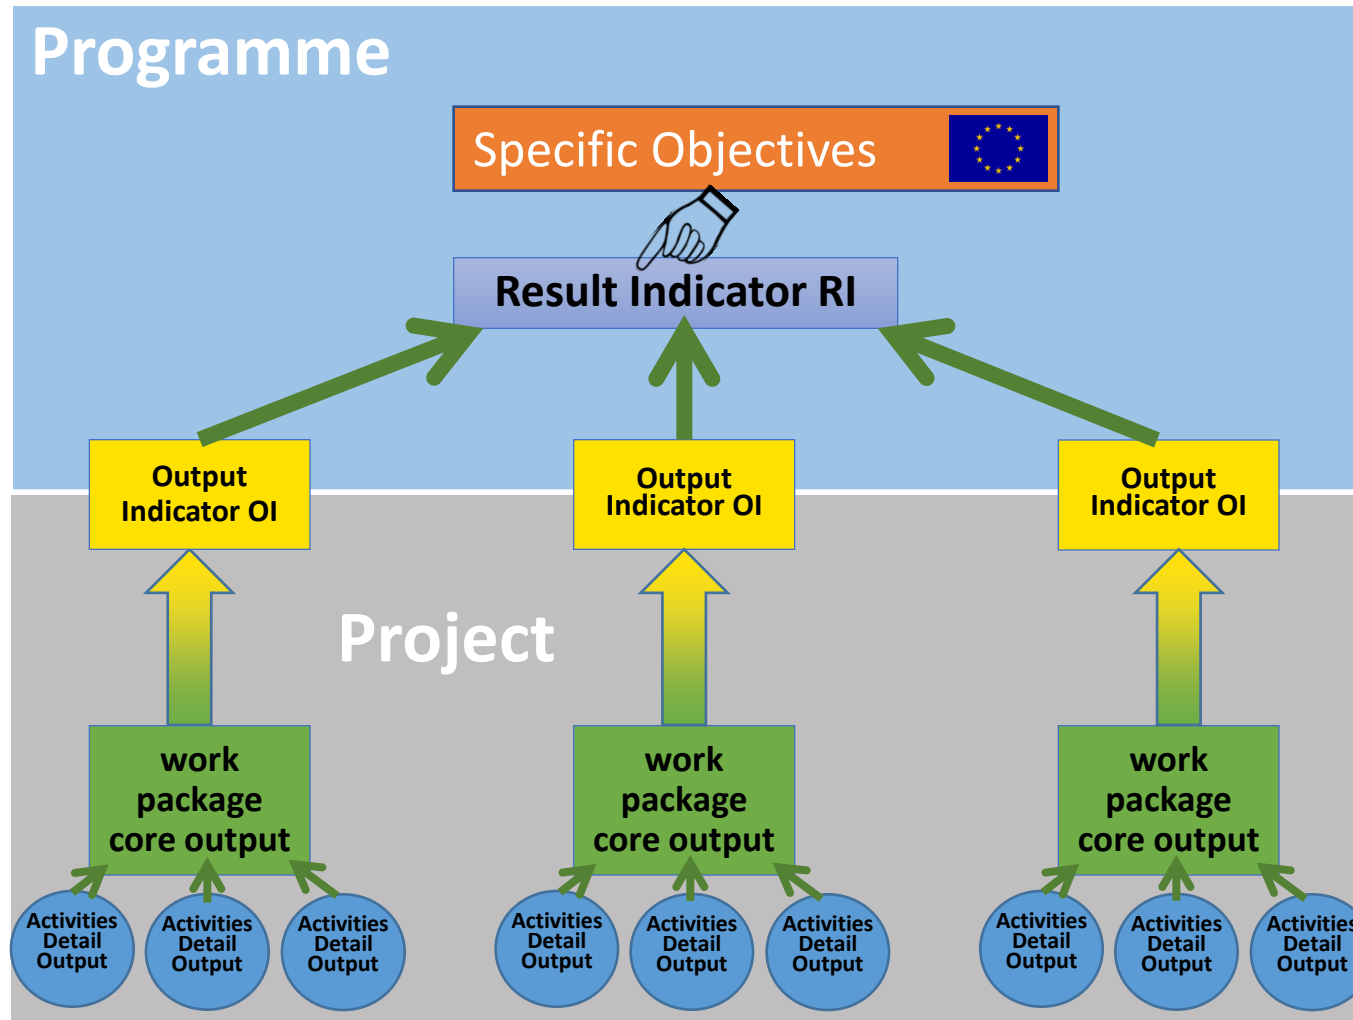 Programme
Specific Objectives
Result Indicator RI
Output
Indicator OI
Output
Indicator OI
Output
Indicator OI
Project
work
package
core output
work
package
core output
work
package
core output
Activities
Detail
Output
Activities
Detail
Output
Activities
Detail
Output
Activities
Detail
Output
Activities
Detail
Output
Activities
Detail
Output
Activities
Detail
Output
Activities
Detail
Output
Activities
Detail
Output